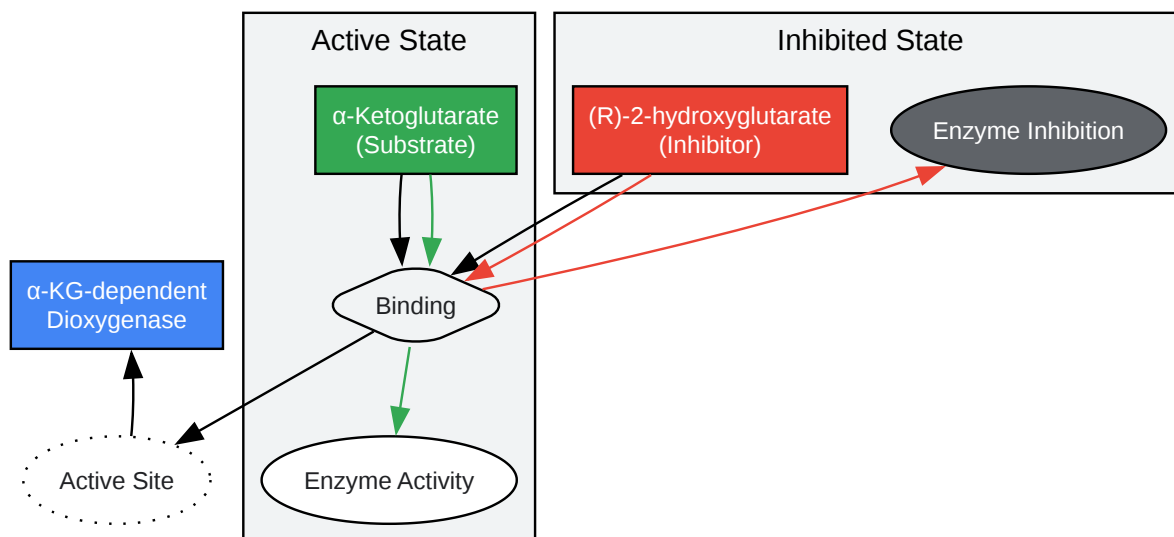 Active State
Inhibited State
α-Ketoglutarate
(Substrate)
(R)-2-hydroxyglutarate
(Inhibitor)
Enzyme Inhibition
α-KG-dependent
Dioxygenase
Binding
Active Site
Enzyme Activity